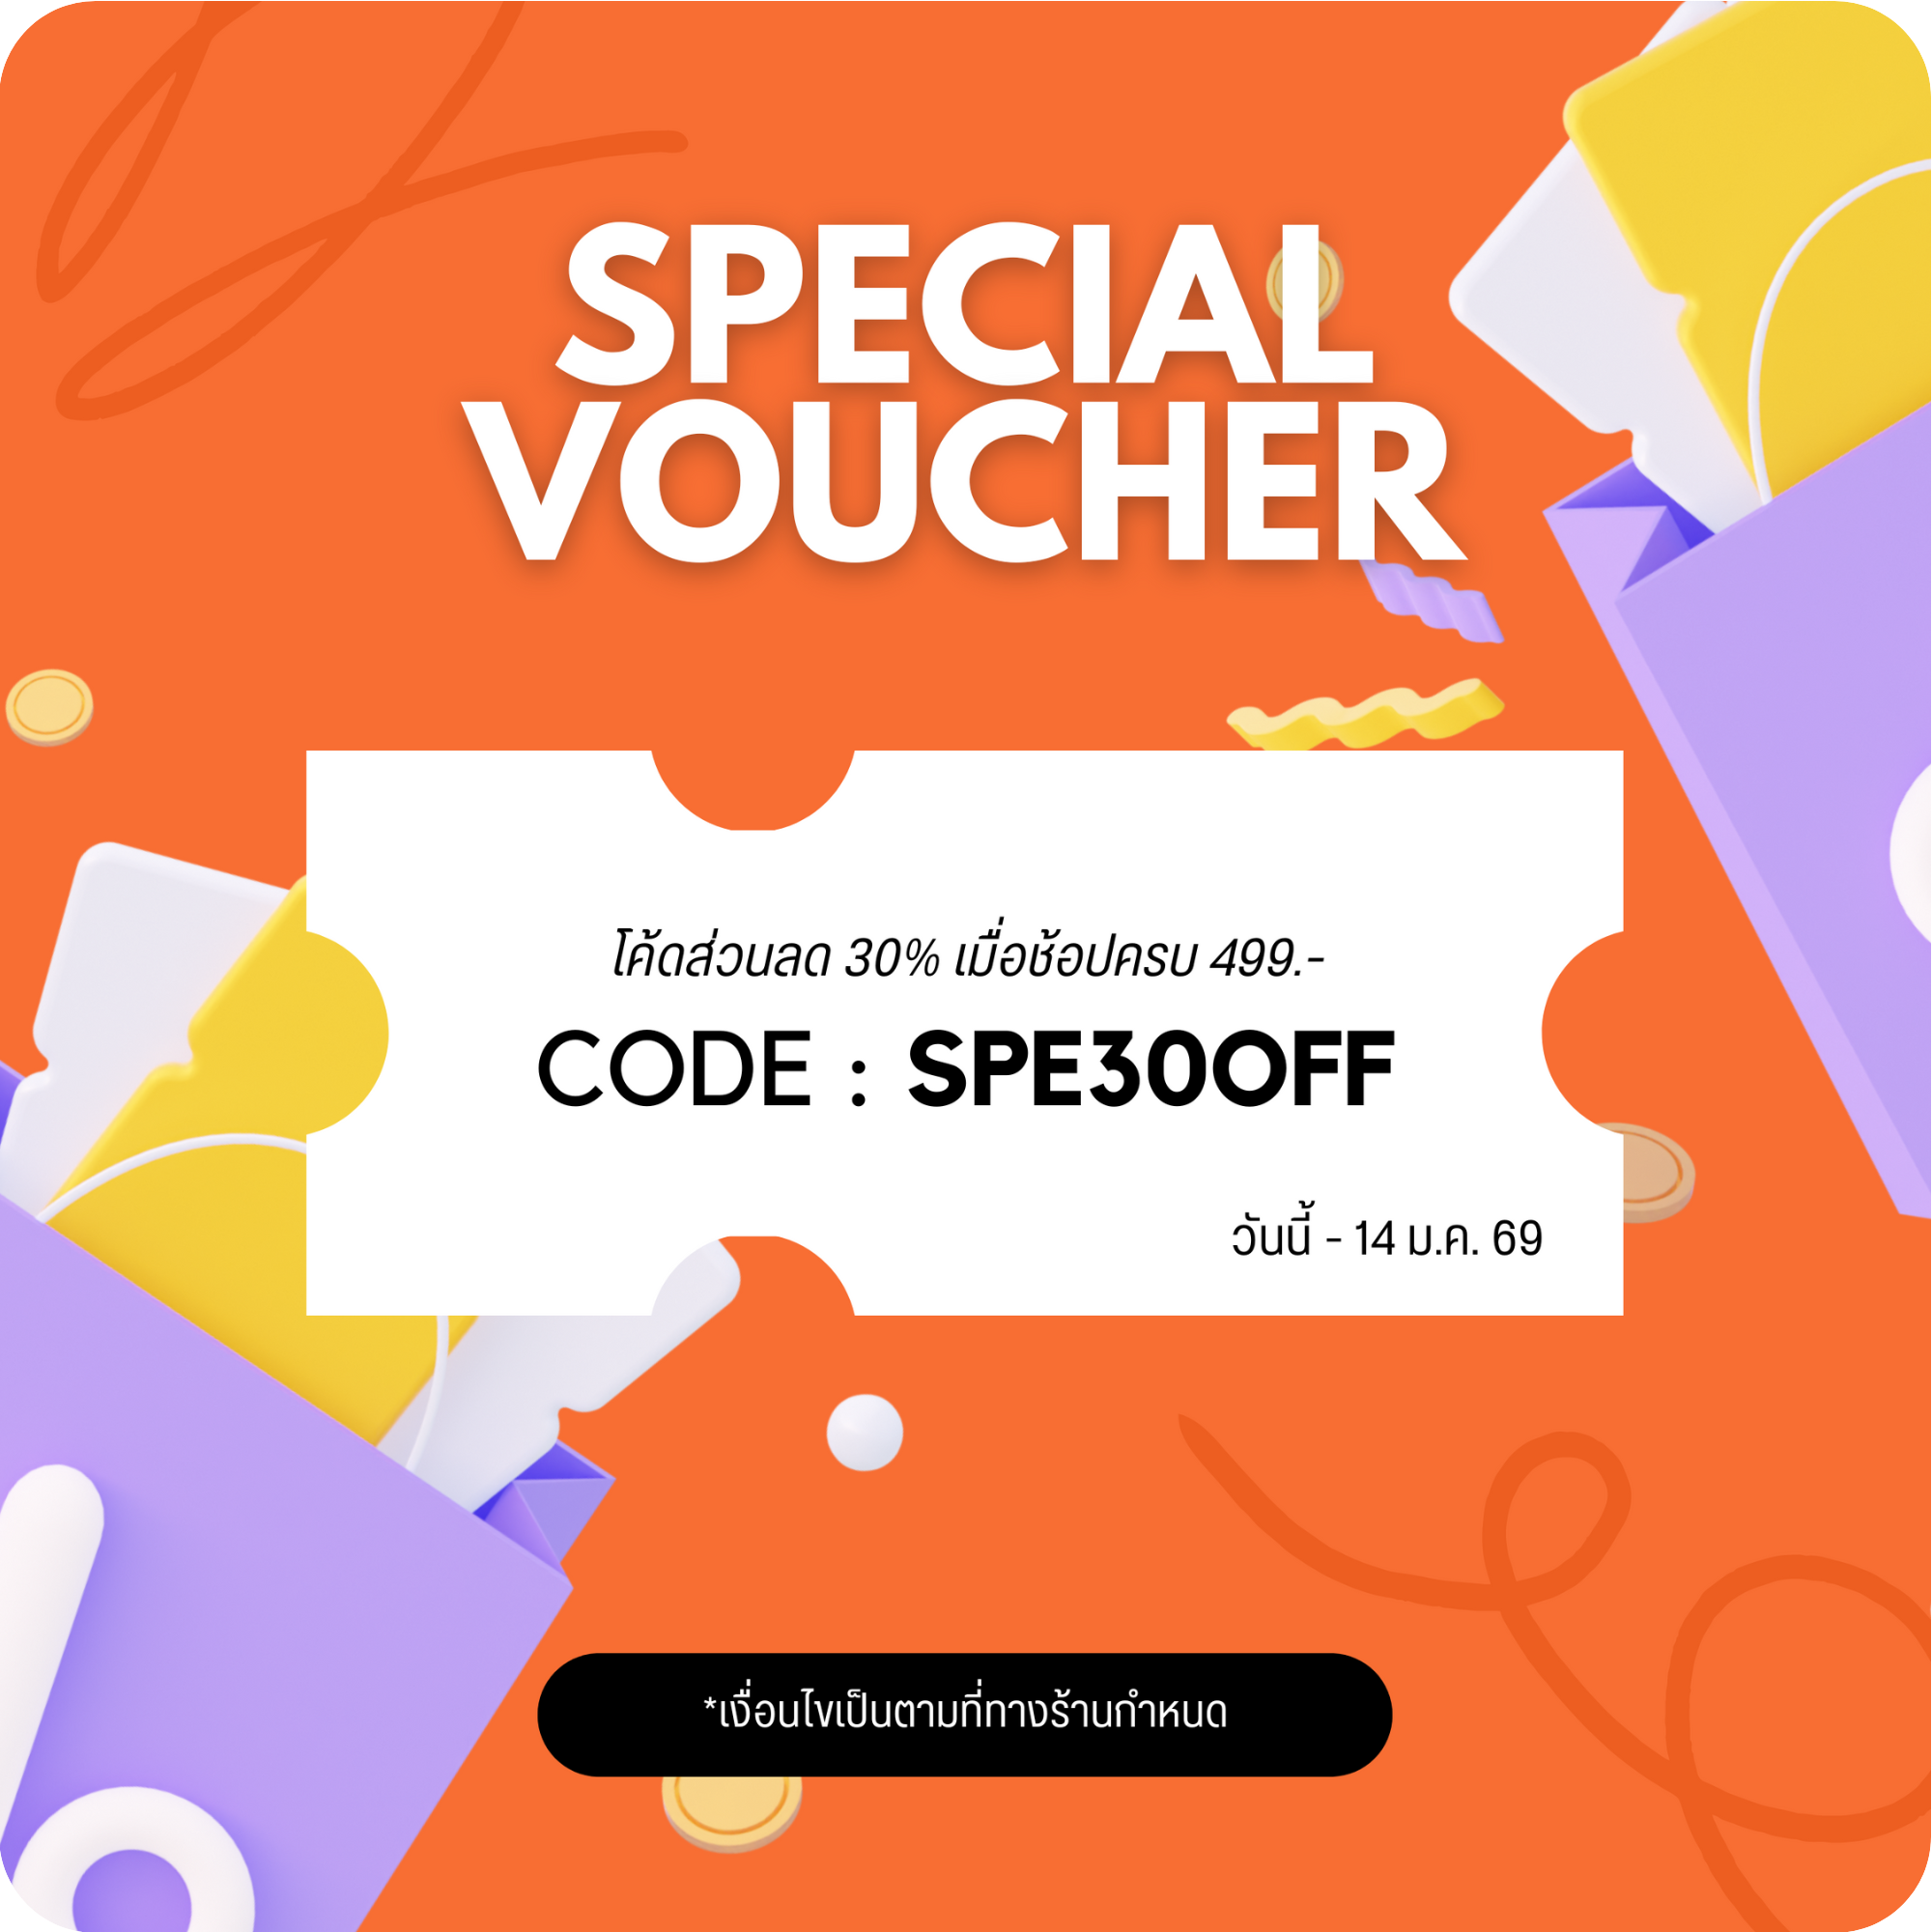 SPECIAL
VOUCHER
โค้ดส่วนลด 30% เมื่อช้อปครบ 499.-
CODE : SPE30OFF
วันนี้ - 14 ม.ค. 69
*เงื่อนไขเป็นตามที่ทางร้านกำหนด